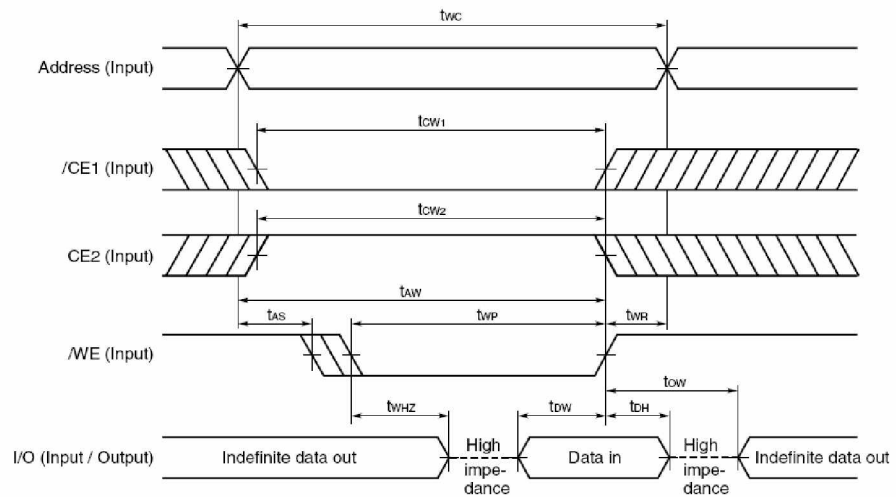 tWC
Address (Input)
tCW1
/CE1 (Input)
tCW2
CE2 (Input)
tAW
tAS
tWP
tWR
/WE (Input)
tOW
tWHZ
tDW
tDH
I/O (Input / Output)
Indefinite data out
High
impe-
dance
Data in
High
impe-
dance
Indefinite data out